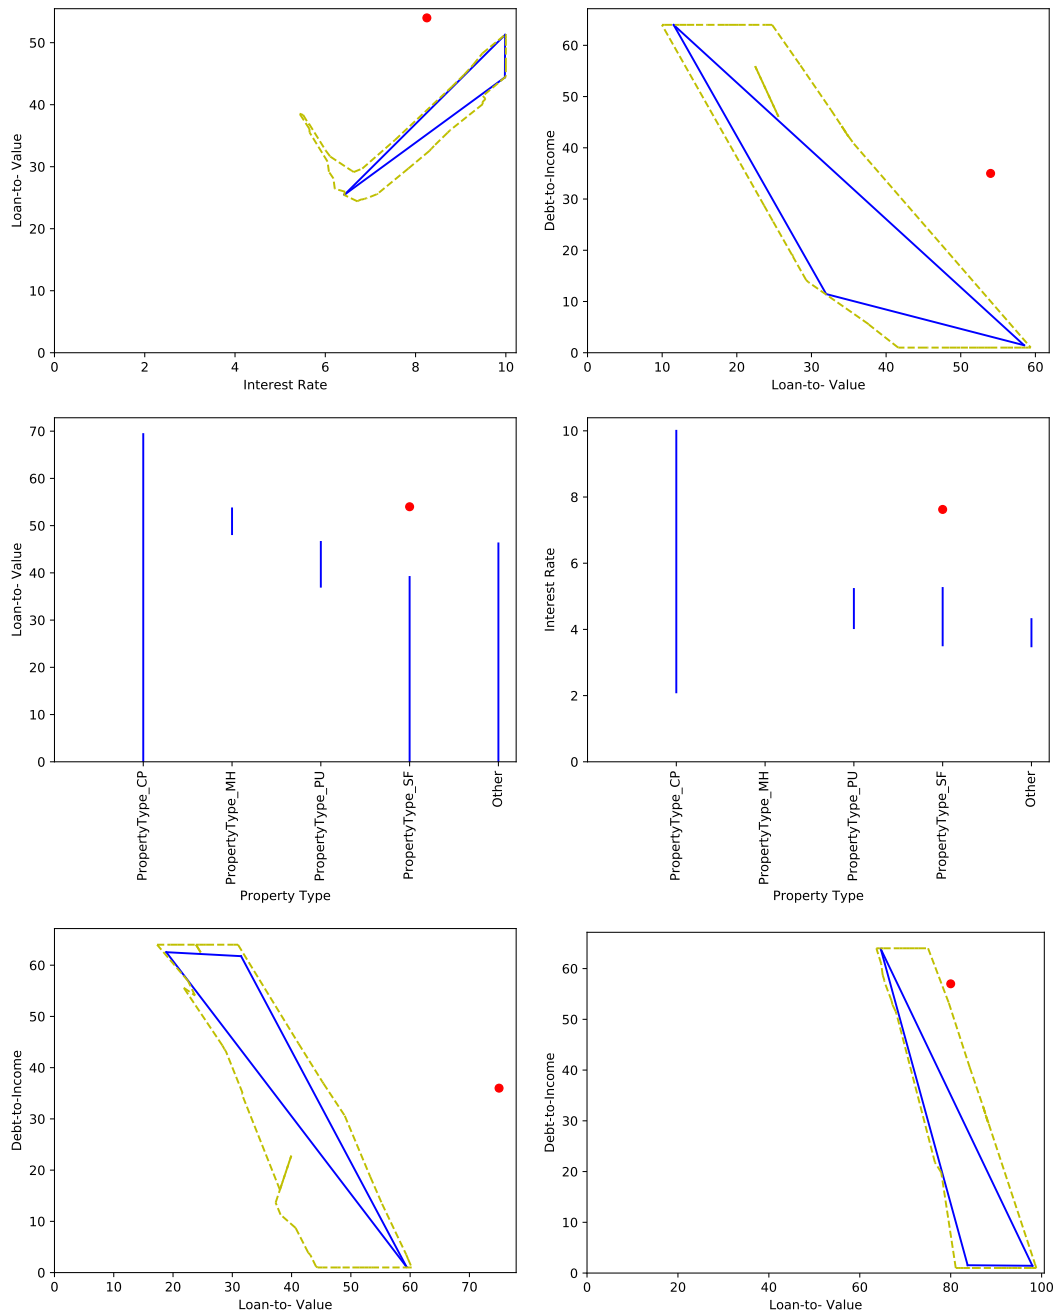 50
40
30
20
10
0
Loan-to- Value
0 2 4 6 8 10
Interest Rate
60
50
40
30
20
10
0
Debt-to-Income
0 10 20 30 40 50 60
Loan-to- Value
70
60
50
40
30
20
10
0
Loan-to- Value
PropertyType_CP
PropertyType_MH
PropertyType_PU
PropertyType_SF
Other
Property Type
10
8
6
4
2
0
Interest Rate
PropertyType_CP
PropertyType_MH
PropertyType_PU
PropertyType_SF
Other
Property Type
60
50
40
30
20
10
0
Debt-to-Income
0 10 20 30 40 50 60 70
Loan-to- Value
60
50
40
30
20
10
0
Debt-to-Income
0 20 40 60 80 100
Loan-to- Value